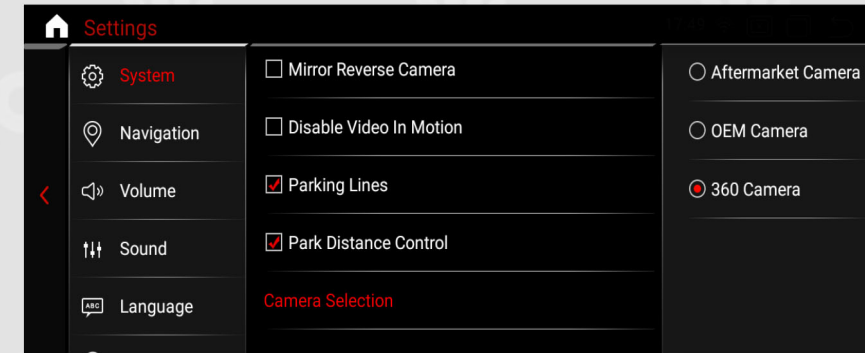 Settings
System
Navigation
Volume
Sound
ABC
Language
Mirror Reverse Camera
Disable Video In Motion
Parking Lines
Park Distance Control
Camera Selection
Aftermarket Camera
OEM Camera
360 Camera